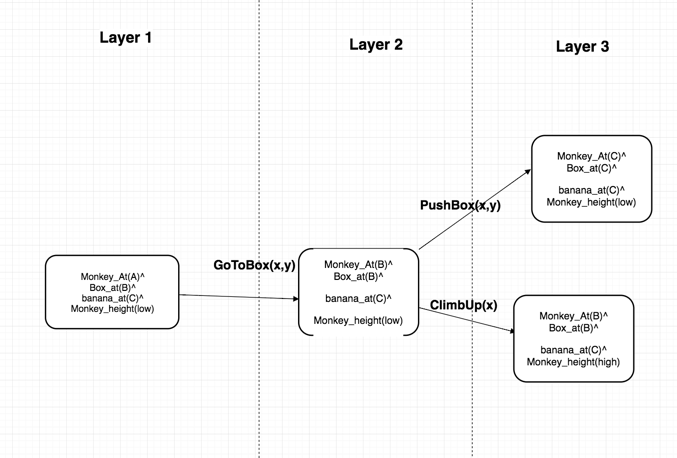 Layer 1
Layer 2
Layer 3
Monkey_At(A)^
Box_at(B)^
banana_at(C)^
Monkey_height(low)
GoToBox(x,y)
Monkey_At(B)^
Box_at(B)^
banana_at(C)^
Monkey_height(low)
PushBox(x,y)
Monkey_At(C)^
Box_at(C)^
banana_at(C)^
Monkey_height(low)
ClimbUp(x)
Monkey_At(B)^
Box_at(B)^
banana_at(C)^
Monkey_height(high)